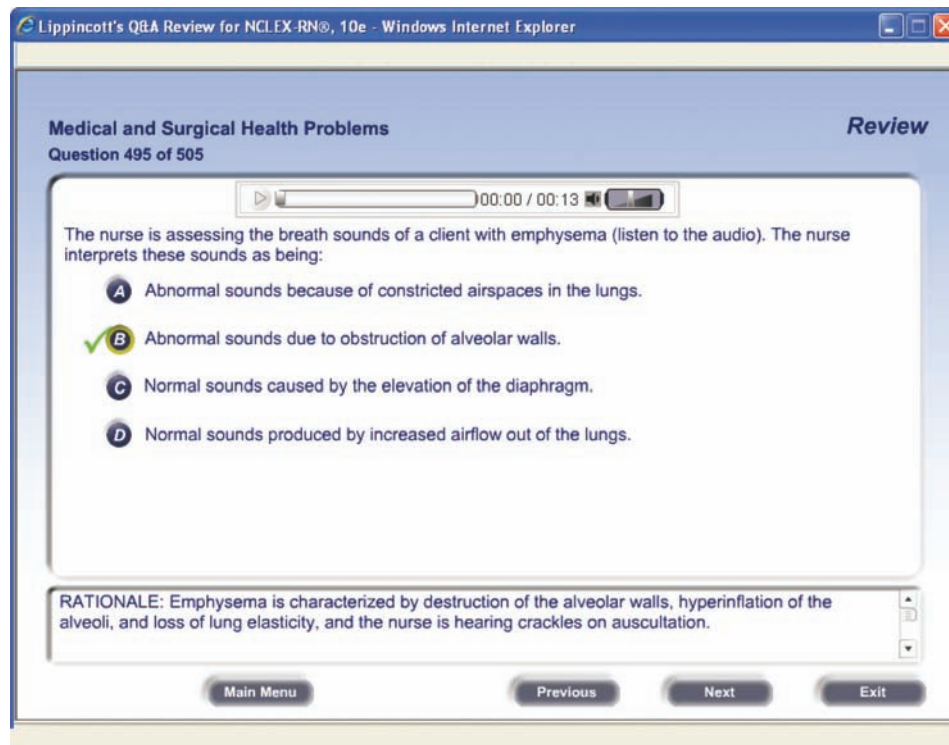 Lippincott's Q&A Review for NCLEX-RN®, 10e - Windows Internet Explorer
Medical and Surgical Health Problems
Review
Question 495 of 505
00:00 / 00:13
The nurse is assessing the breath sounds of a client with emphysema (listen to the audio). The nurse
interprets these sounds as being:
A Abnormal sounds because of constricted airspaces in the lungs.
B Abnormal sounds due to obstruction of alveolar walls.
C Normal sounds caused by the elevation of the diaphragm.
D Normal sounds produced by increased airflow out of the lungs.
RATIONALE: Emphysema is characterized by destruction of the alveolar walls, hyperinflation of the
alveoli, and loss of lung elasticity, and the nurse is hearing crackles on auscultation.
Main Menu Previous Next Exit